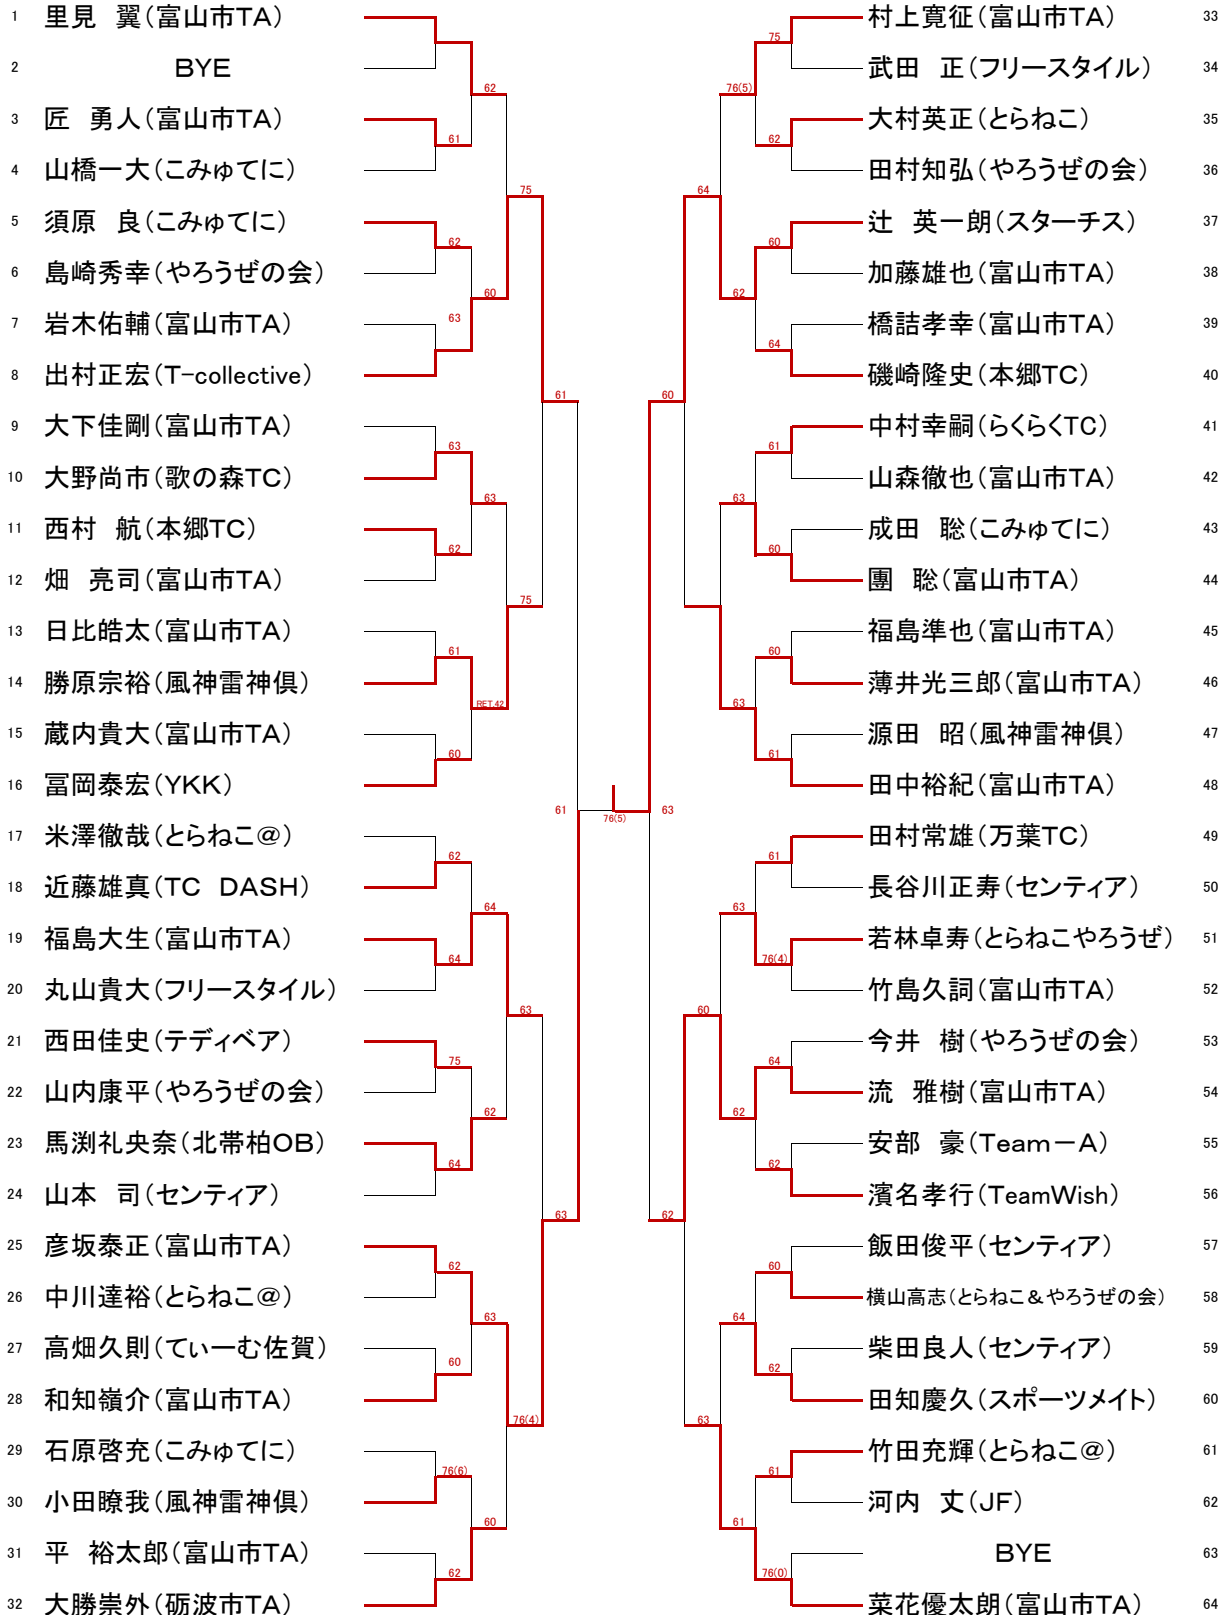 1 里見 翼(富山市TA)
2 BYE
62
3 匠 勇人(富山市TA)
61
4 山橋一大(こみゅてに)
75
5 須原 良(こみゅてに)
62
6 島崎秀幸(やろうぜの会)
60
7 岩木佑輔(富山市TA)
63
8 出村正宏(T-collective)
61
9 大下佳剛(富山市TA)
63
10 大野尚市(歌の森TC)
63
11 西村 航(本郷TC)
62
12 畑 亮司(富山市TA)
75
13 日比皓太(富山市TA)
61
14 勝原宗裕(風神雷神倶)
RET.42
15 蔵内貴大(富山市TA)
60
16 冨岡泰宏(YKK)
61
76(5)
17 米澤徹哉(とらねこ@)
62
18 近藤雄真(TC DASH)
64
19 福島大生(富山市TA)
64
20 丸山貴大(フリースタイル)
63
21 西田佳史(テディベア)
75
22 山内康平(やろうぜの会)
62
23 馬渕礼央奈(北帯柏OB)
64
24 山本 司(センティア)
63
25 彦坂泰正(富山市TA)
62
26 中川達裕(とらねこ@)
63
27 高畑久則(てぃーむ佐賀)
60
28 和知嶺介(富山市TA)
76(4)
29 石原啓充(こみゅてに)
76(6)
30 小田瞭我(風神雷神倶)
60
31 平 裕太郎(富山市TA)
62
32 大勝崇外(砺波市TA)
村上寛征(富山市TA) 33
75
武田 正(フリースタイル) 34
76(5)
大村英正(とらねこ) 35
62
田村知弘(やろうぜの会) 36
64
辻 英一朗(スターチス) 37
60
加藤雄也(富山市TA) 38
62
橋詰孝幸(富山市TA) 39
64
磯崎隆史(本郷TC) 40
60
中村幸嗣(らくらくTC) 41
61
山森徹也(富山市TA) 42
63
成田 聡(こみゅてに) 43
60
團 聡(富山市TA) 44
福島準也(富山市TA) 45
60
薄井光三郎(富山市TA) 46
63
源田 昭(風神雷神倶) 47
61
田中裕紀(富山市TA) 48
63
田村常雄(万葉TC) 49
61
長谷川正寿(センティア) 50
63
若林卓寿(とらねこやろうぜ) 51
76(4)
竹島久詞(富山市TA) 52
60
今井 樹(やろうぜの会) 53
64
流 雅樹(富山市TA) 54
62
安部 豪(Team-A) 55
62
濱名孝行(TeamWish) 56
62
飯田俊平(センティア) 57
60
横山高志(とらねこ&やろうぜの会) 58
64
柴田良人(センティア) 59
62
田知慶久(スポーツメイト) 60
63
竹田充輝(とらねこ@) 61
61
河内 丈(JF) 62
61
BYE 63
76(0)
菜花優太朗(富山市TA) 64